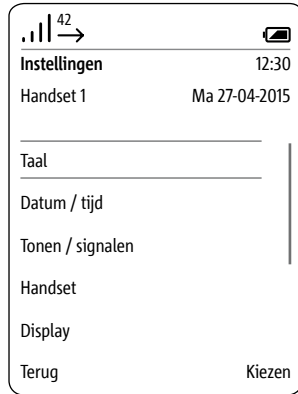 42
Instellingen 12:30
Handset 1 Ma 27-04-2015
Taal
Datum / tijd
Tonen / signalen
Handset
Display
Terug Kiezen